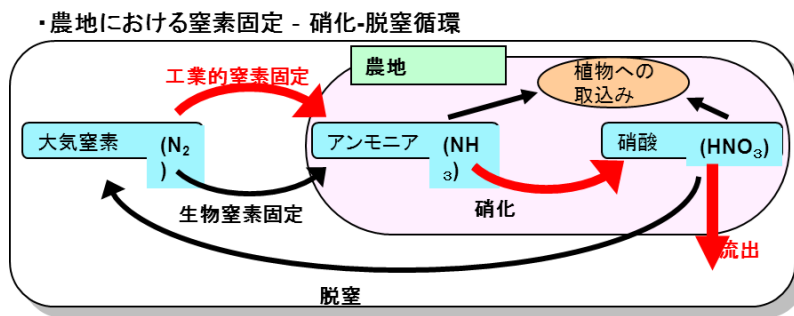 ・農地における窒素固定 - 硝化-脱窒循環
工業的窒素固定
農地
植物への
取込み
大気窒素
(N₂
)
アンモニア
(NH
₃)
硝酸
(HNO₃)
生物窒素固定
硝化
流出
脱窒